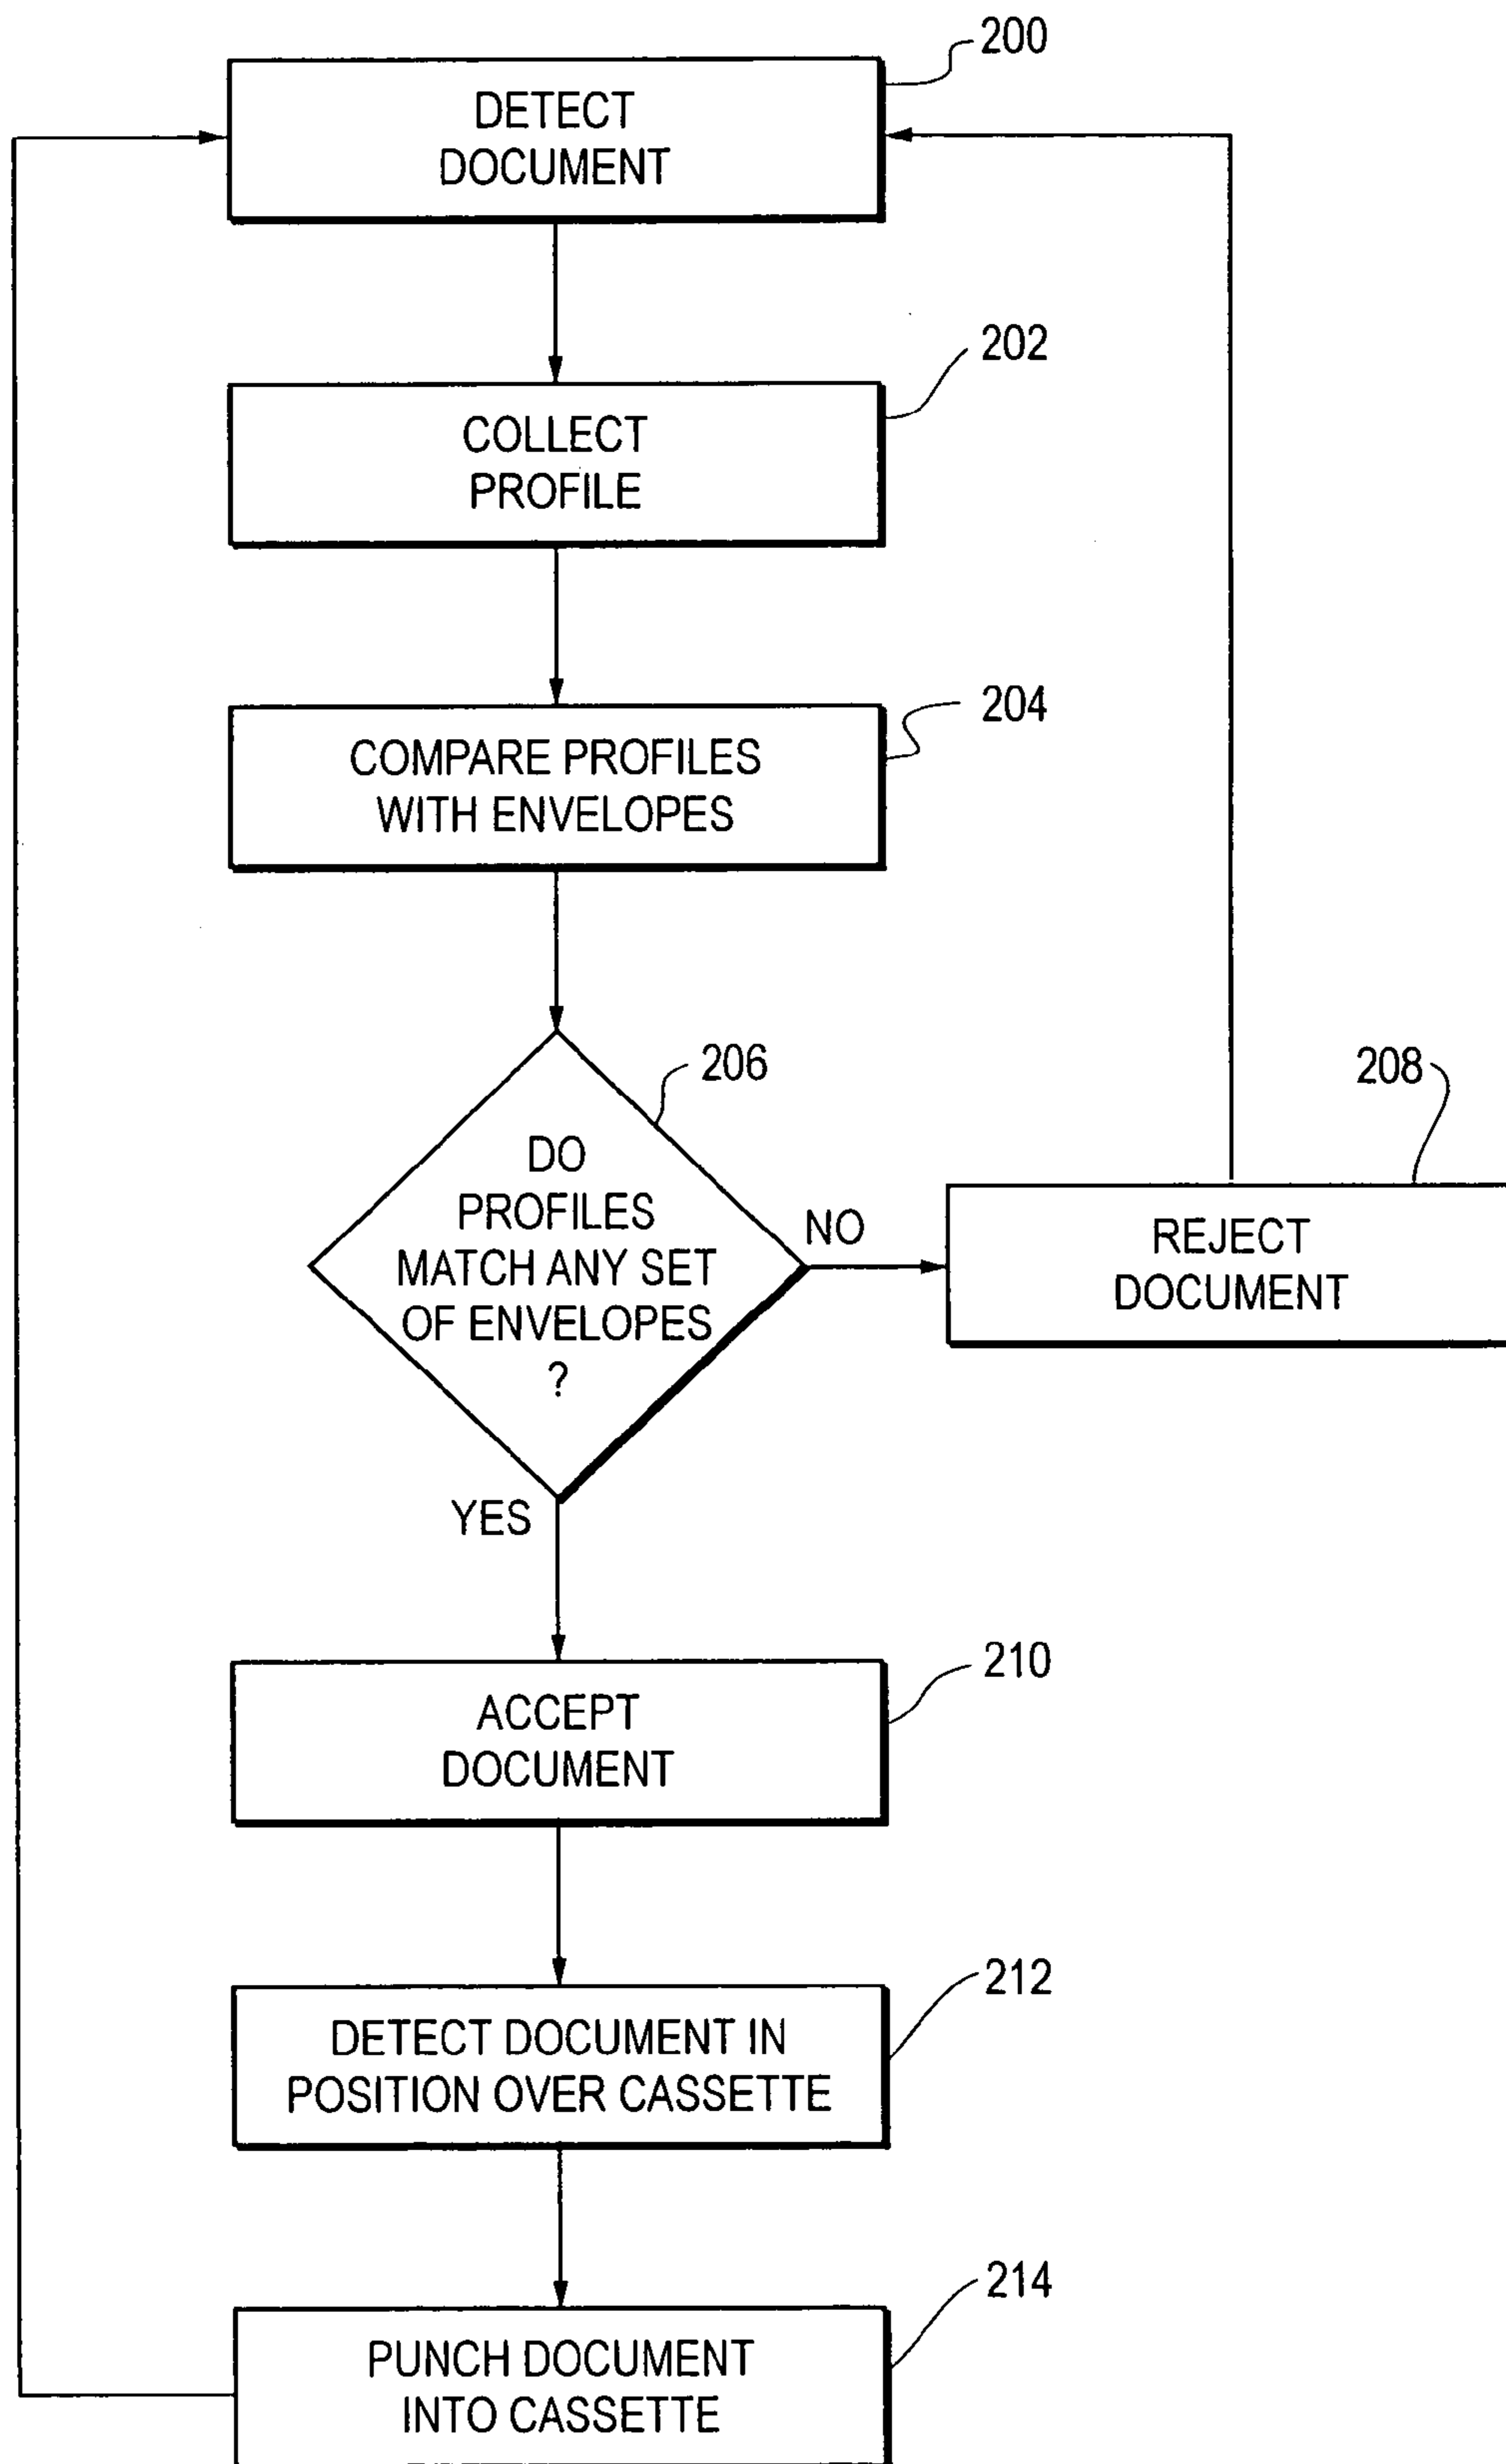 200
DETECT
DOCUMENT
202
COLLECT
PROFILE
204
COMPARE PROFILES
WITH ENVELOPES
206
DO
PROFILES
MATCH ANY SET
OF ENVELOPES
?
NO
208
REJECT
DOCUMENT
YES
210
ACCEPT
DOCUMENT
212
DETECT DOCUMENT IN
POSITION OVER CASSETTE
214
PUNCH DOCUMENT
INTO CASSETTE